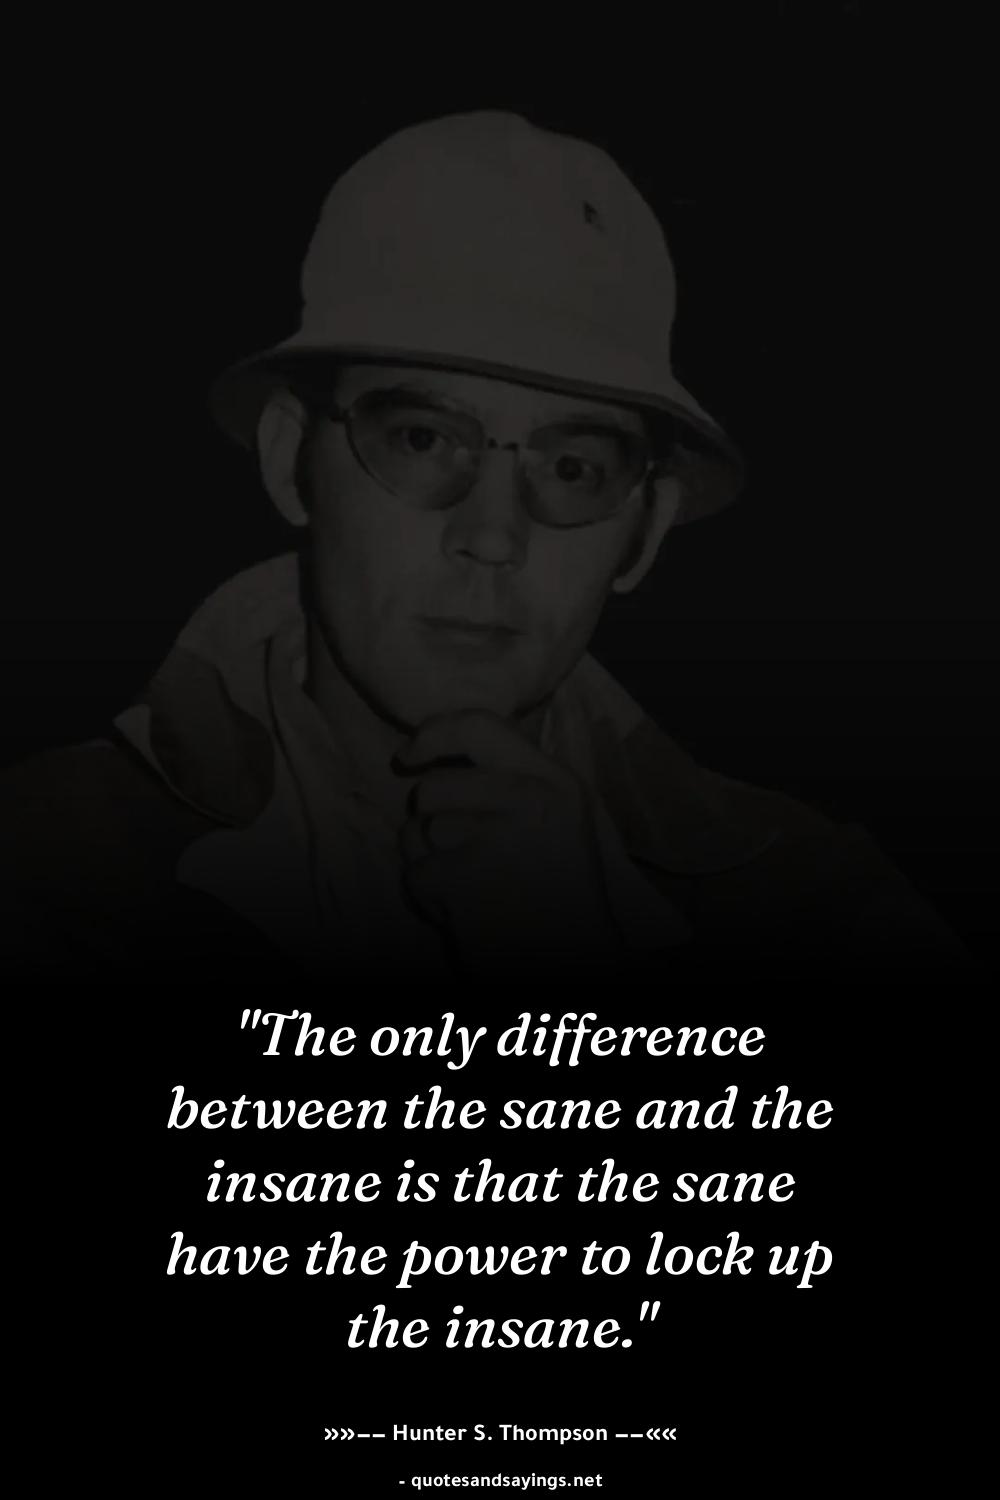 "The only difference
between the sane and the
insane is that the sane
have the power to lock up
the insane."
»»–– Hunter S. Thompson ––««
- quotesandsayings.net